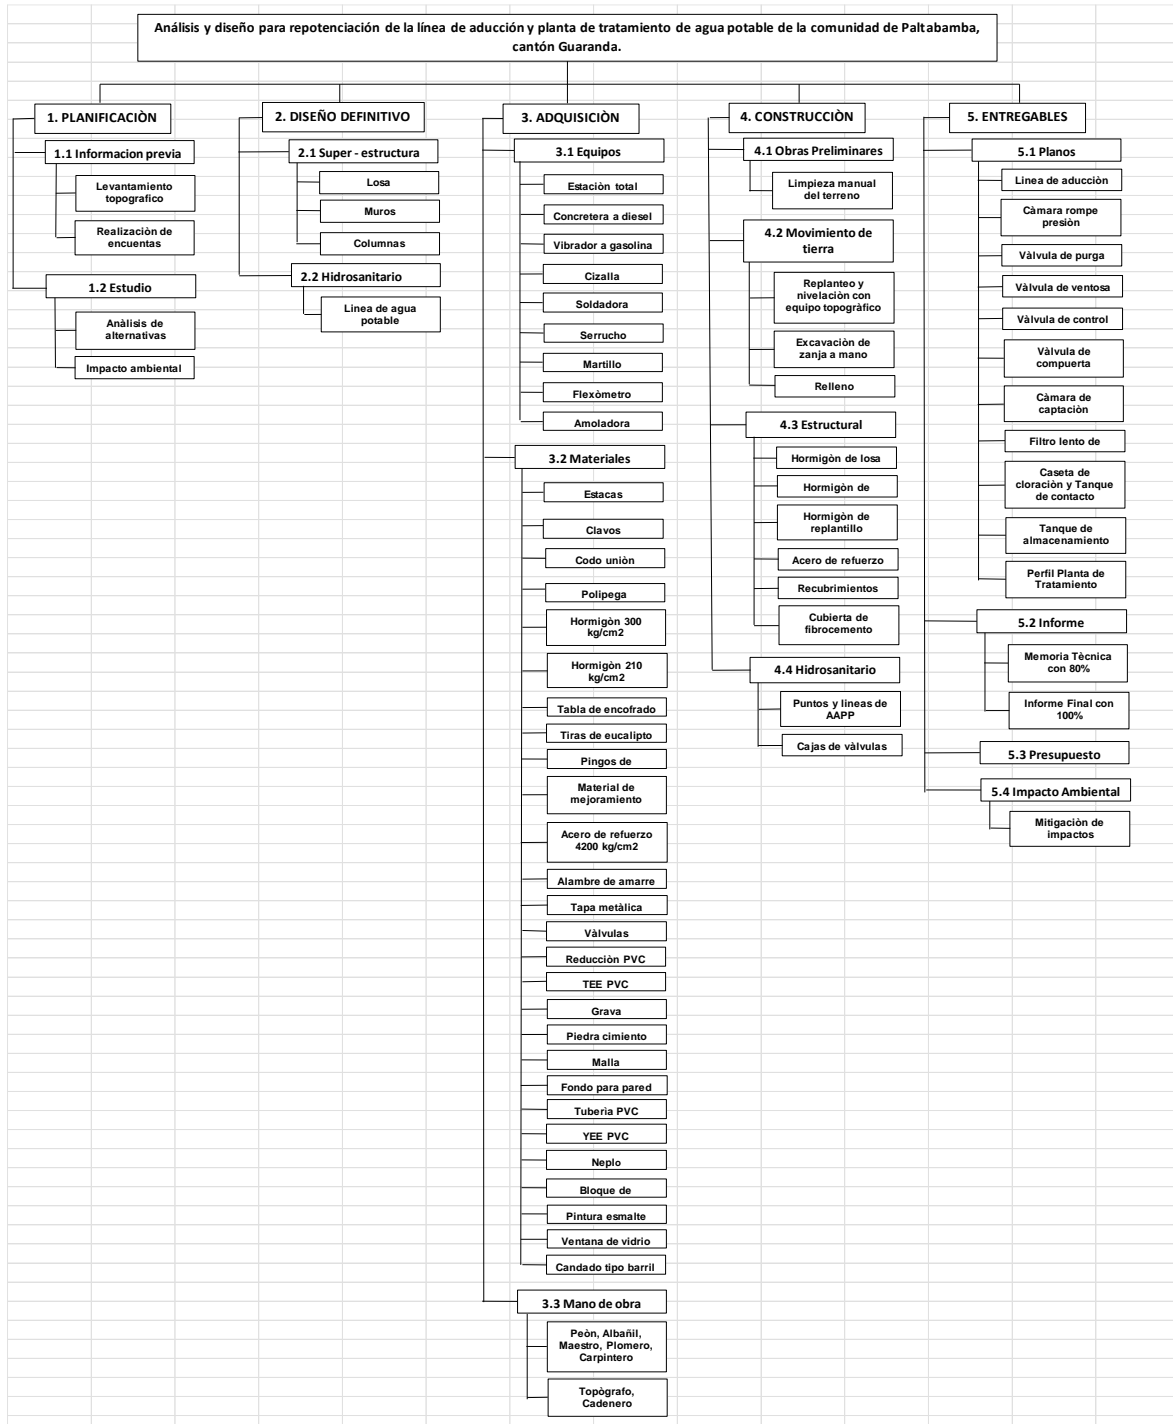 Análisis y diseño para repotenciación de la línea de aducción y planta de tratamiento de agua potable de la comunidad de Paltabamba,
cantón Guaranda.
1. PLANIFICACIÒN
1.1 Informacion previa
Levantamiento
topografico
Realizaciòn de
encuentas
1.2 Estudio
Anàlisis de
alternativas
Impacto ambiental
2. DISEÑO DEFINITIVO
2.1 Super - estructura
Losa
Muros
Columnas
2.2 Hidrosanitario
Linea de agua
potable
3. ADQUISICIÒN
3.1 Equipos
Estaciòn total
Concretera a diesel
Vibrador a gasolina
Cizalla
Soldadora
Serrucho
Martillo
Flexòmetro
Amoladora
3.2 Materiales
Estacas
Clavos
Codo uniòn
Polipega
Hormigòn 300
kg/cm2
Hormigòn 210
kg/cm2
Tabla de encofrado
Tiras de eucalipto
Pingos de
Material de
mejoramiento
Acero de refuerzo
4200 kg/cm2
Alambre de amarre
Tapa metàlica
Vàlvulas
Reducciòn PVC
TEE PVC
Grava
Piedra cimiento
Malla
Fondo para pared
Tuberìa PVC
YEE PVC
Neplo
Bloque de
Pintura esmalte
Ventana de vidrio
Candado tipo barril
3.3 Mano de obra
Peòn, Albañil,
Maestro, Plomero,
Carpintero
Topògrafo,
Cadenero
4. CONSTRUCCIÒN
4.1 Obras Preliminares
Limpieza manual
del terreno
4.2 Movimiento de
tierra
Replanteo y
nivelaciòn con
equipo topogràfico
Excavaciòn de
zanja a mano
Relleno
4.3 Estructural
Hormigòn de losa
Hormigòn de
Hormigòn de
replantillo
Acero de refuerzo
Recubrimientos
Cubierta de
fibrocemento
4.4 Hidrosanitario
Puntos y lineas de
AAPP
Cajas de vàlvulas
5. ENTREGABLES
5.1 Planos
Linea de aducciòn
Càmara rompe
presiòn
Vàlvula de purga
Vàlvula de ventosa
Vàlvula de control
Vàlvula de
compuerta
Càmara de
captaciòn
Filtro lento de
Caseta de
cloraciòn y Tanque
de contacto
Tanque de
almacenamiento
Perfil Planta de
Tratamiento
5.2 Informe
Memoria Tècnica
con 80%
Informe Final con
100%
5.3 Presupuesto
5.4 Impacto Ambiental
Mitigaciòn de
impactos